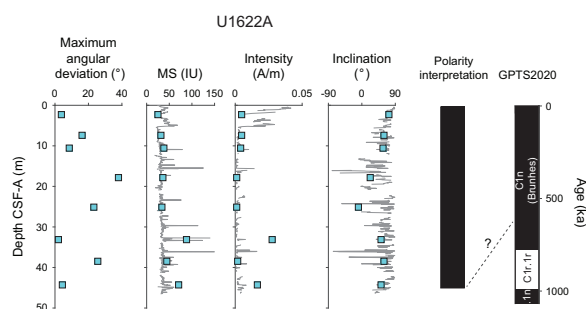 U1622A
Maximum
angular
deviation (°)
MS (IU)
Intensity
(A/m)
Inclination
(°)
Polarity
interpretation
GPTS2020
0 20 40
0 50 100 150
0 0.05
-90 0 90
0
10
20
30
40
50
Depth CSF-A (m)
?
C1n
(Brunhes)
C1r.1r
.1n
0
500
1000
Age (ka)